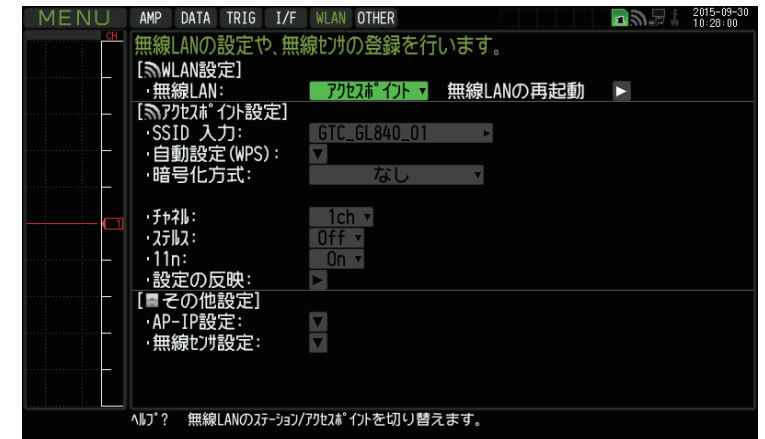 MENU AMP DATA TRIG I/F WLAN OTHER 2015-09-30
10:28:00
CH
無線LANの設定や、無線ｾﾝｻの登録を行います。
[WLAN設定]
･無線LAN: ｱｸｾｽﾎﾟｲﾝﾄ ▼ 無線LANの再起動 ▶
[ｱｸｾｽﾎﾟｲﾝﾄ設定]
･SSID 入力: GTC_GL840_01 ▶
･自動設定(WPS): ▼
･暗号化方式: なし ▼
･ﾁｬﾈﾙ: 1ch ▼
1
･ｽﾃﾙｽ: Off ▼
･11n: On ▼
･設定の反映: ▶
[その他設定]
･AP-IP設定: ▼
･無線ｾﾝｻ設定: ▼
ﾍﾙﾌﾟ? 無線LANのｽﾃｰｼｮﾝ/ｱｸｾｽﾎﾟｲﾝﾄを切り替えます。